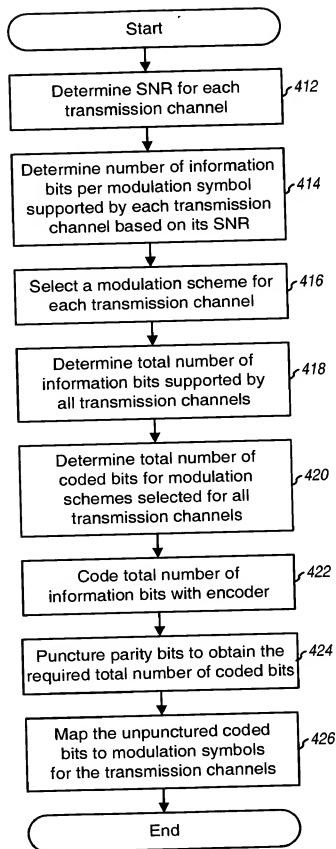 Start
Determine SNR for each
transmission channel
412
Determine number of information
bits per modulation symbol
supported by each transmission
channel based on its SNR
414
Select a modulation scheme for
each transmission channel
416
Determine total number of
information bits supported by
all transmission channels
418
Determine total number of
coded bits for modulation
schemes selected for all
transmission channels
420
Code total number of
information bits with encoder
422
Puncture parity bits to obtain the
required total number of coded bits
424
Map the unpunctured coded
bits to modulation symbols
for the transmission channels
426
End